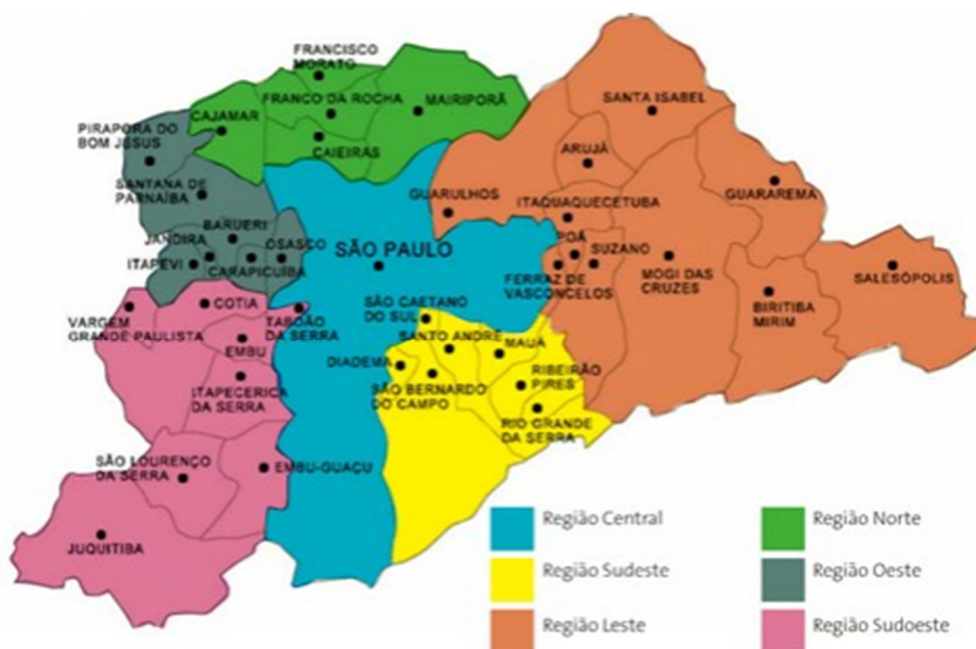 FRANCISCO
MORATO
FRANCO DA ROCHA
MAIRIPORÃ
CAJAMAR
CAIEIRAS
PIRAPORA DO
BOM JESUS
SANTANA DE
PARNAÍBA
BARUERI
JANDIRA
OSASCO
ITAPEVI
CARAPICUÍBA
SANTA ISABEL
ARUJÁ
GUARULHOS
ITAQUAQUECETUBA
GUARAREMA
POÁ
SUZANO
FERRAZ DE
VASCONCELOS
MOGI DAS
CRUZES
BIRITIBA
MIRIM
SALESÓPOLIS
SÃO PAULO
COTIA
VARGEM
GRANDE PAULISTA
TABOÃO
DA SERRA
EMBU
ITAPECERICA
DA SERRA
SÃO LOURENÇO
DA SERRA
EMBU-GUAÇU
JUQUITIBA
SÃO CAETANO
DO SUL
SANTO ANDRÉ
MAUÁ
DIADEMA
SÃO BERNARDO
DO CAMPO
RIBEIRÃO
PIRES
RIO GRANDE
DA SERRA
Região Central
Região Sudeste
Região Leste
Região Norte
Região Oeste
Região Sudoeste